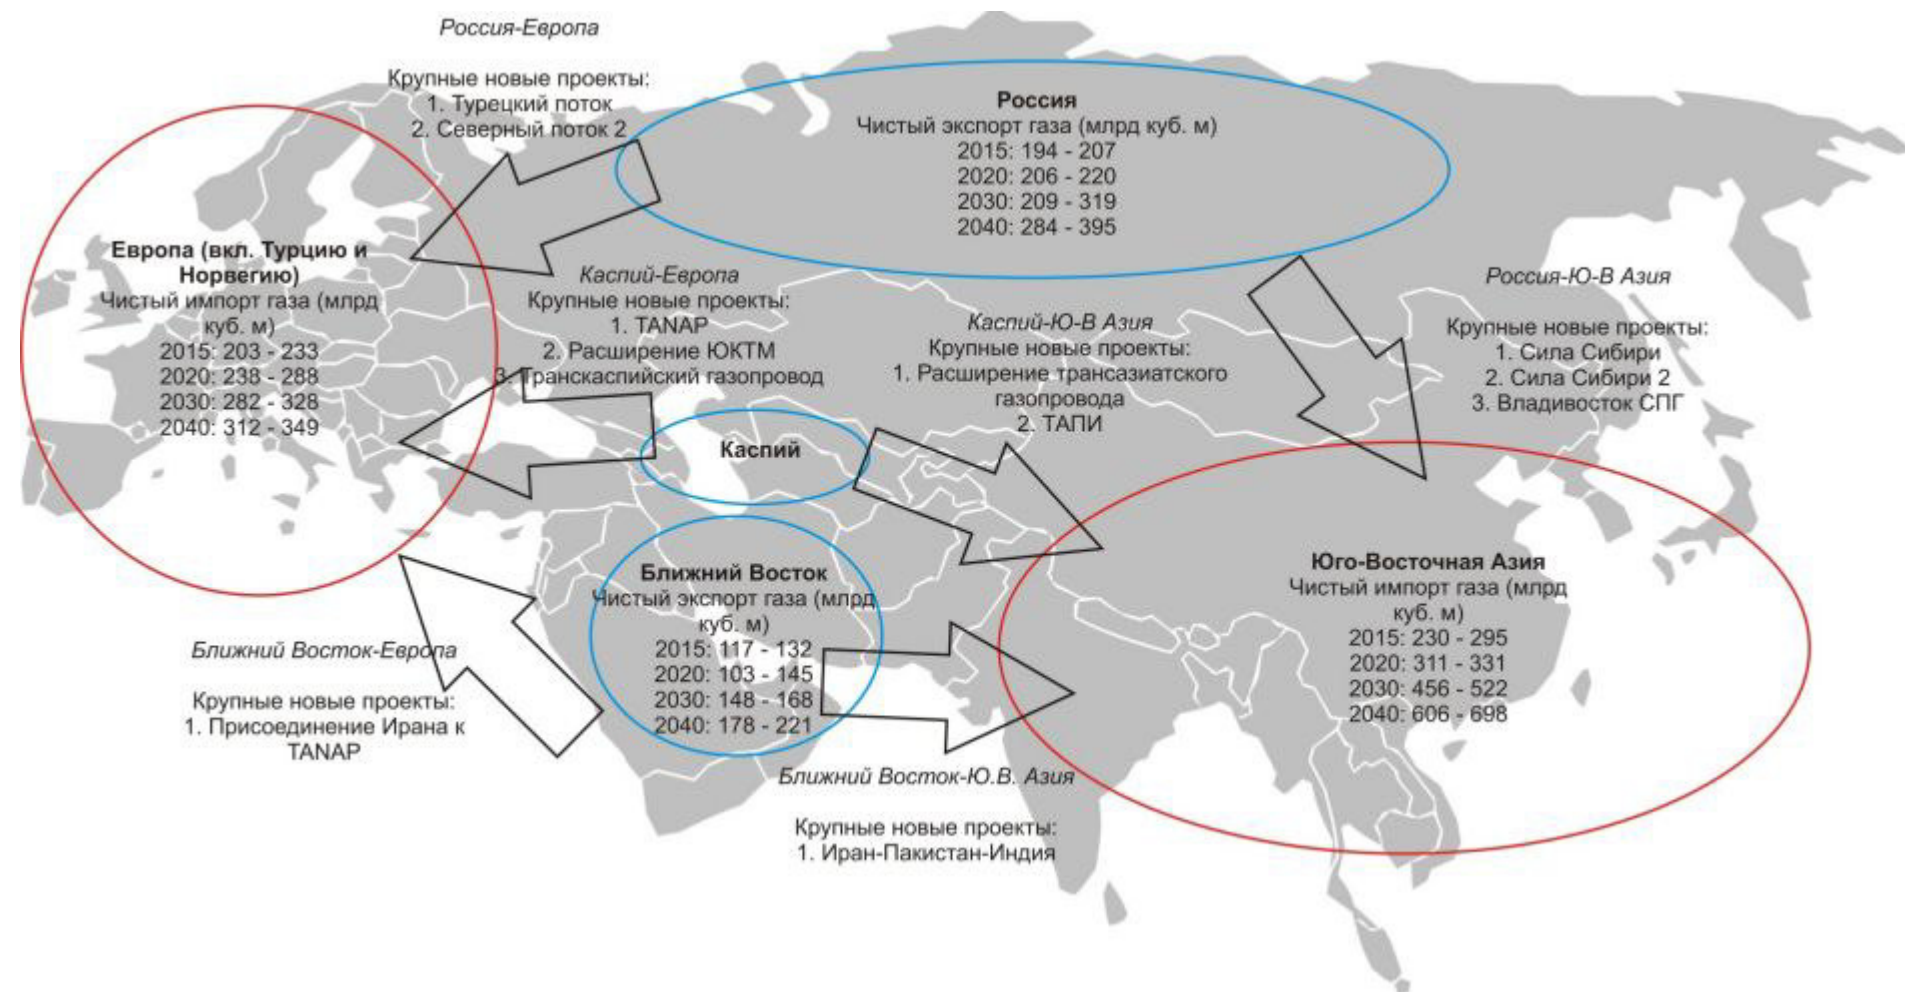 Россия-Европа
Крупные новые проекты:
1. Турецкий поток
2. Северный поток 2
Россия
Чистый экспорт газа (млрд куб. м)
2015: 194 - 207
2020: 206 - 220
2030: 209 - 319
2040: 284 - 395
Европа (вкл. Турцию и
Норвегию)
Чистый импорт газа (млрд
куб. м)
2015: 203 - 233
2020: 238 - 288
2030: 282 - 328
2040: 312 - 349
Каспий-Европа
Крупные новые проекты:
1. TANAP
2. Расширение ЮКТМ
3. Транскаспийский газопровод
Каспий-Ю-В Азия
Крупные новые проекты:
1. Расширение трансазиатского
газопровода
2. ТАПИ
Россия-Ю-В Азия
Крупные новые проекты:
1. Сила Сибири
2. Сила Сибири 2
3. Владивосток СПГ
Каспий
Ближний Восток
Чистый экспорт газа (млрд
куб. м)
2015: 117 - 132
2020: 103 - 145
2030: 148 - 168
2040: 178 - 221
Юго-Восточная Азия
Чистый импорт газа (млрд
куб. м)
2015: 230 - 295
2020: 311 - 331
2030: 456 - 522
2040: 606 - 698
Ближний Восток-Европа
Крупные новые проекты:
1. Присоединение Ирана к
TANAP
Ближний Восток-Ю.В. Азия
Крупные новые проекты:
1. Иран-Пакистан-Индия